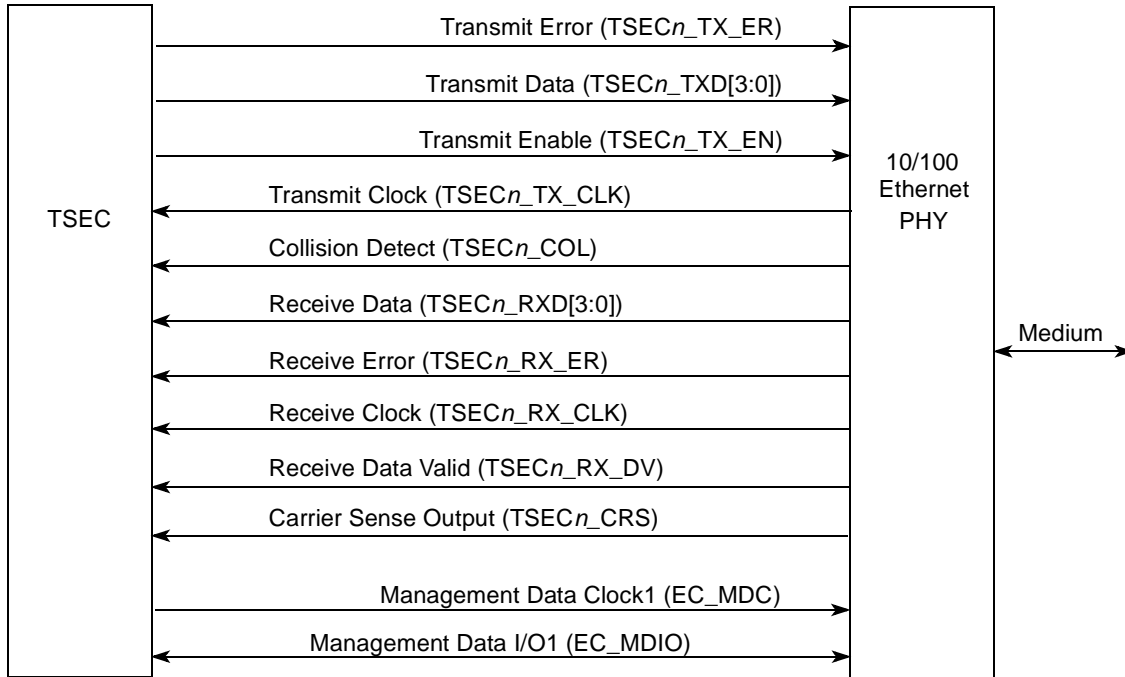 Transmit Error (TSECn_TX_ER)
Transmit Data (TSECn_TXD[3:0])
Transmit Enable (TSECn_TX_EN)
Transmit Clock (TSECn_TX_CLK)
Collision Detect (TSECn_COL)
Receive Data (TSECn_RXD[3:0])
Receive Error (TSECn_RX_ER)
Receive Clock (TSECn_RX_CLK)
Receive Data Valid (TSECn_RX_DV)
Carrier Sense Output (TSECn_CRS)
Management Data Clock1 (EC_MDC)
Management Data I/O1 (EC_MDIO)
TSEC
10/100
Ethernet
PHY
Medium